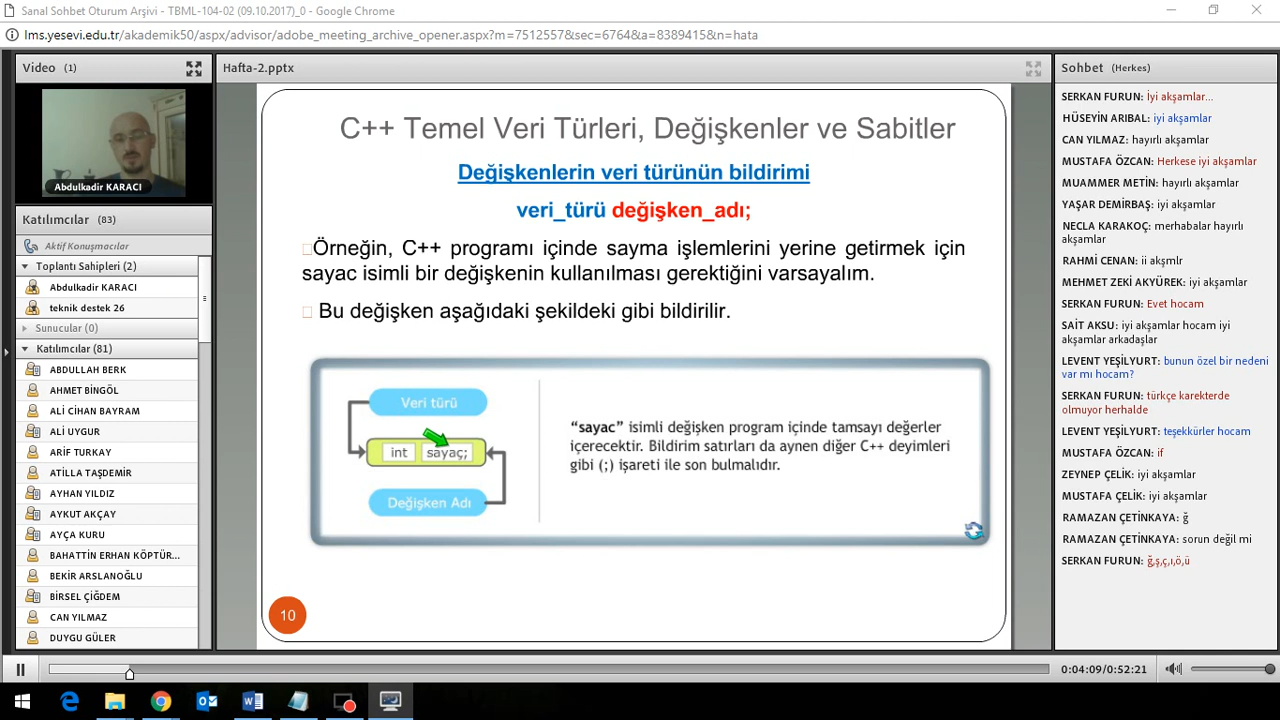 Sanal Sohbet Oturum Arşivi - TBML-104-02 (09.10.2017)_0 - Google Chrome
lms.yesevi.edu.tr/akademik50/aspx/advisor/adobe_meeting_archive_opener.aspx?m=7512557&sec=6764&a=8389415&n=hata
Video (1)
Abdulkadir KARACI
Katılımcılar (83)
Aktif Konuşmacılar
Toplantı Sahipleri (2)
Abdulkadir KARACI
teknik destek 26
Sunucular (0)
Katılımcılar (81)
ABDULLAH BERK
AHMET BİNGÖL
ALİ CİHAN BAYRAM
ALİ UYGUR
ARİF TURKAY
ATİLLA TAŞDEMİR
AYHAN YILDIZ
AYKUT AKÇAY
AYÇA KURU
BAHATTİN ERHAN KÖPTÜR...
BEKİR ARSLANOĞLU
BİRSEL ÇİĞDEM
CAN YILMAZ
DUYGU GÜLER
Hafta-2.pptx
C++ Temel Veri Türleri, Değişkenler ve Sabitler
Değişkenlerin veri türünün bildirimi
veri_türü değişken_adı;
Örneğin, C++ programı içinde sayma işlemlerini yerine getirmek için
sayac isimli bir değişkenin kullanılması gerektiğini varsayalım.
Bu değişken aşağıdaki şekildeki gibi bildirilir.
Veri türü
int sayaç;
Değişken Adı
“sayac” isimli değişken program içinde tamsayı değerler
içerecektir. Bildirim satırları da aynen diğer C++ deyimleri
gibi (;) işareti ile son bulmalıdır.
10
Sohbet (Herkes)
SERKAN FURUN: İyi akşamlar...
HÜSEYİN ARIBAL: iyi akşamlar
CAN YILMAZ: hayırlı akşamlar
MUSTAFA ÖZCAN: Herkese iyi akşamlar
MUAMMER METİN: hayırlı akşamlar
YAŞAR DEMİRBAŞ: iyi akşamlar
NECLA KARAKOÇ: merhabalar hayırlı
akşamlar
RAHMİ CENAN: ii akşmlr
MEHMET ZEKİ AKYÜREK: iyi akşamlar
SERKAN FURUN: Evet hocam
SAİT AKSU: iyi akşamlar hocam iyi
akşamlar arkadaşlar
LEVENT YEŞİLYURT: bunun özel bir nedeni
var mı hocam?
SERKAN FURUN: türkçe karekterde
olmuyor herhalde
LEVENT YEŞİLYURT: teşekkürler hocam
MUSTAFA ÖZCAN: if
ZEYNEP ÇELİK: iyi akşamlar
MUSTAFA ÇELİK: iyi akşamlar
RAMAZAN ÇETİNKAYA: ğ
RAMAZAN ÇETİNKAYA: sorun değil mi
SERKAN FURUN: ğ,ş,ç,ı,ö,ü
0:04:09/0:52:21